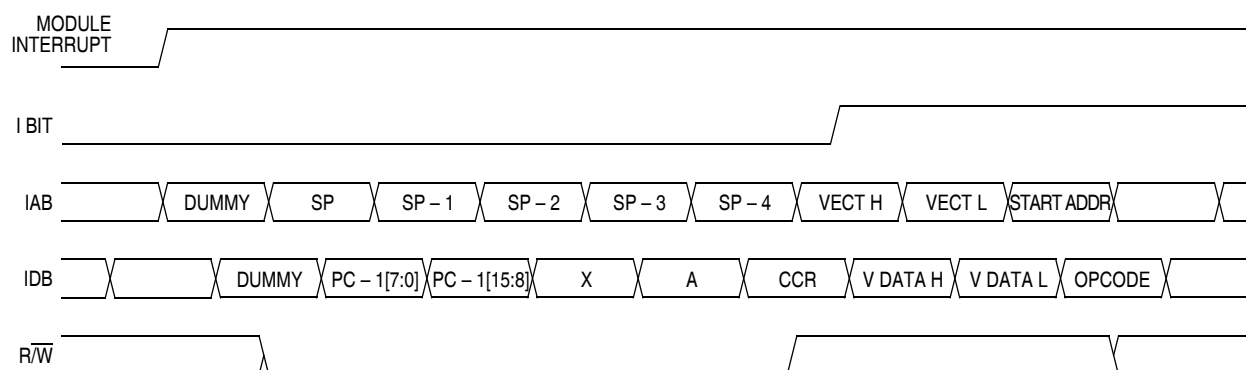 MODULE
INTERRUPT
I BIT
IAB DUMMY SP SP – 1 SP – 2 SP – 3 SP – 4 VECT H VECT L START ADDR
IDB DUMMY PC – 1[7:0] PC – 1[15:8] X A CCR V DATA H V DATA L OPCODE
R/W